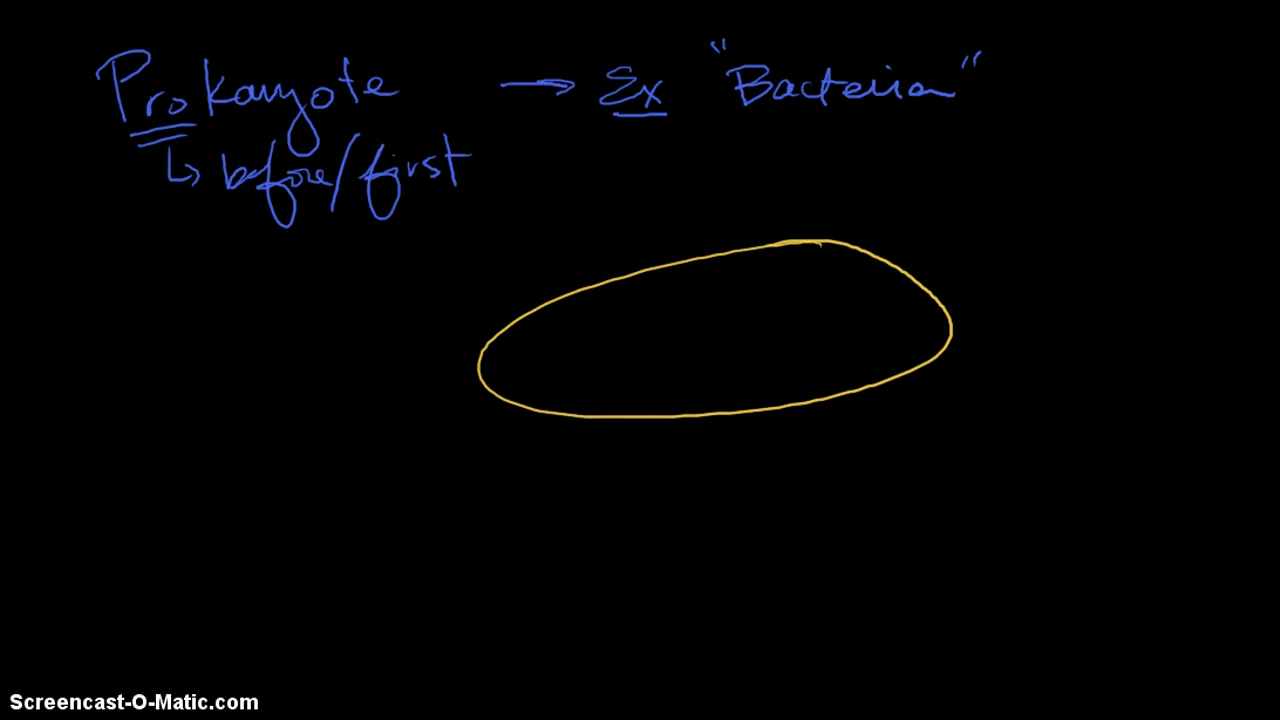 Prokaryote → Ex "Bacteria"
↳ before/first
Screencast-O-Matic.com